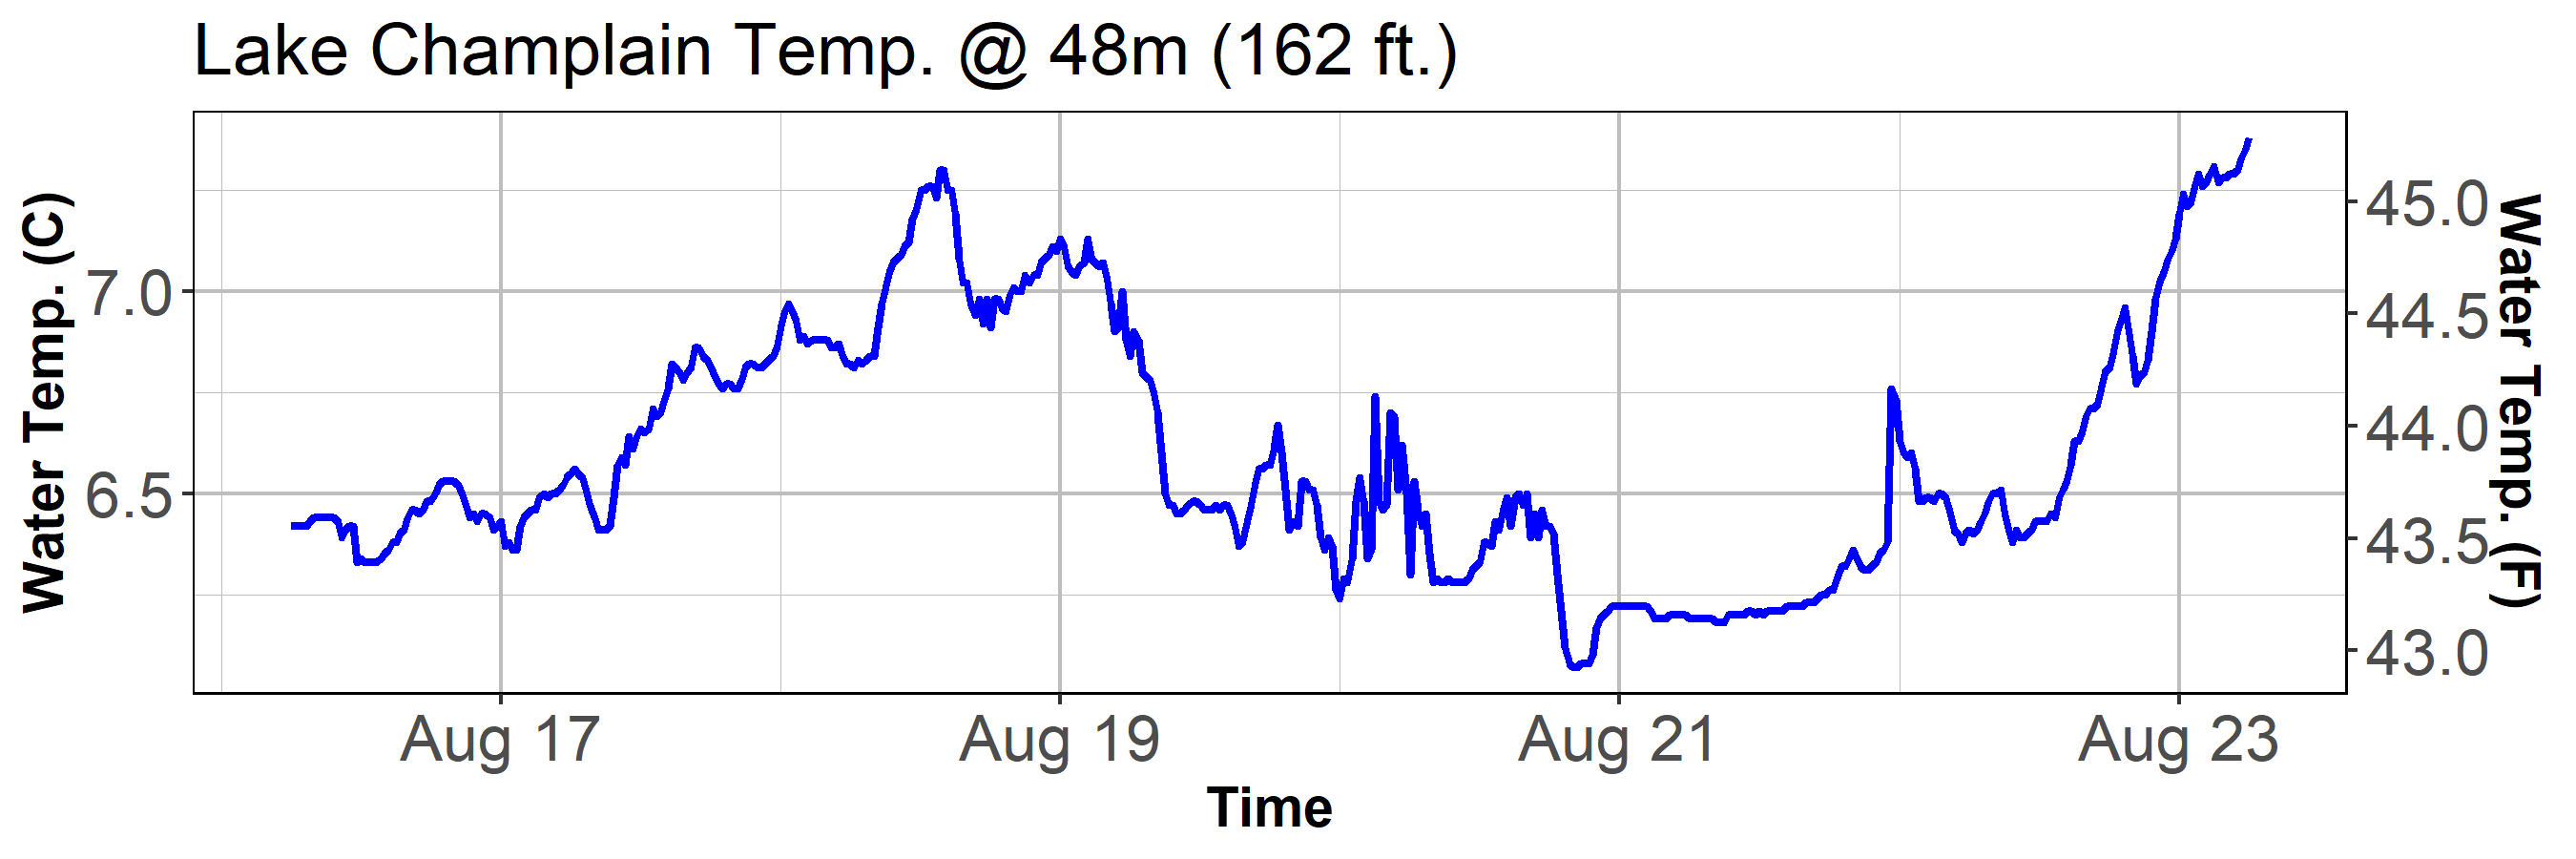 Lake Champlain Temp. @ 48m (162 ft.)
Water Temp. (C)
7.0
6.5
45.0
44.5
44.0
43.5
43.0
Water Temp. (F)
Aug 17 Aug 19 Aug 21 Aug 23
Time